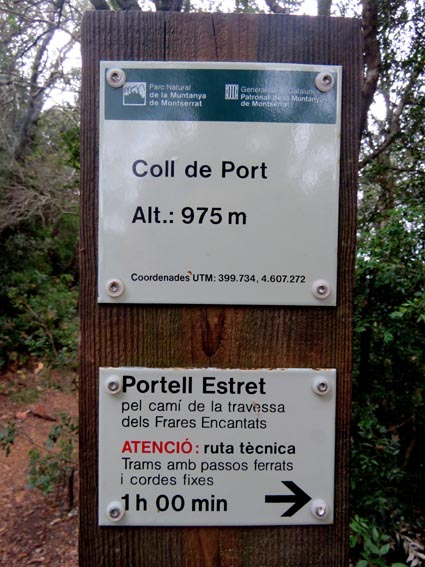 Parc Natural
de la Muntanya
de Montserrat
Generalitat de Catalunya
Patronat de la Muntanya
de Montserrat
Coll de Port
Alt.: 975 m
Coordenades UTM: 399.734, 4.607.272
Portell Estret
pel camí de la travessa
dels Frares Encantats
ATENCIÓ: ruta tècnica
Trams amb passos ferrats
i cordes fixes
1 h 00 min